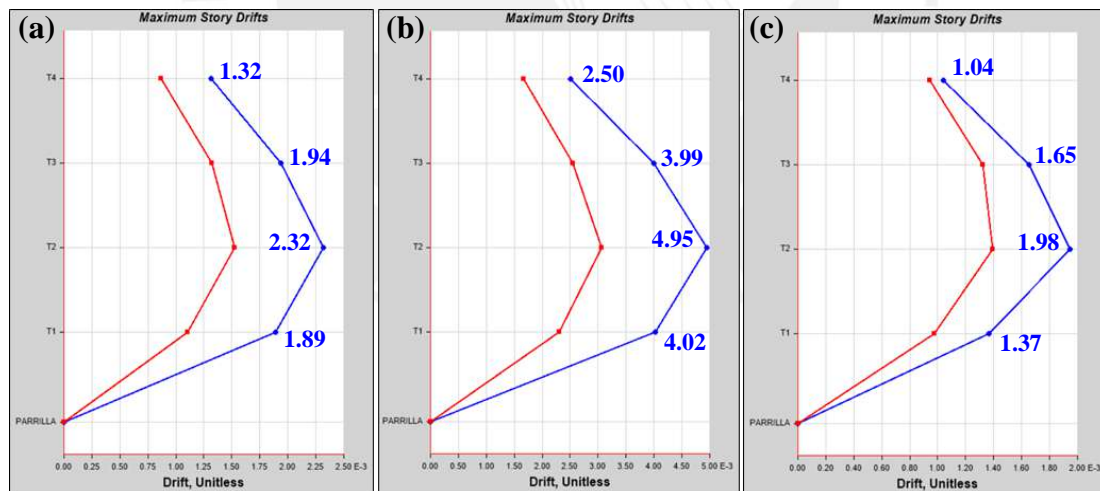 (a)
Maximum Story Drifts
T4
T3
T2
T1
PARRILLA
1.32
1.94
2.32
1.89
0.00 0.25 0.50 0.75 1.00 1.25 1.50 1.75 2.00 2.25 2.50 E-3
Drift, Unitless
(b)
Maximum Story Drifts
T4
T3
T2
T1
PARRILLA
2.50
3.99
4.95
4.02
0.00 0.50 1.00 1.50 2.00 2.50 3.00 3.50 4.00 4.50 5.00 E-3
Drift, Unitless
(c)
Maximum Story Drifts
T4
T3
T2
T1
PARRILLA
1.04
1.65
1.98
1.37
0.00 0.20 0.40 0.60 0.80 1.00 1.20 1.40 1.60 1.80 2.00 E-3
Drift, Unitless